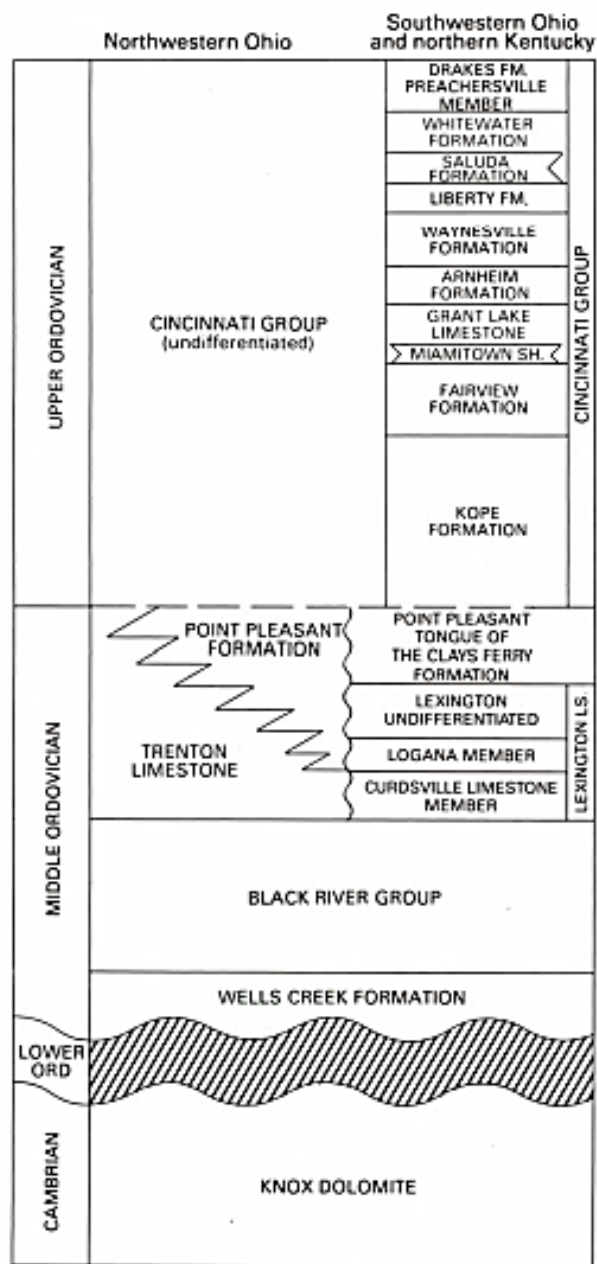 Northwestern Ohio
Southwestern Ohio
and northern Kentucky
UPPER ORDOVICIAN
CINCINNATI GROUP
(undifferentiated)
DRAKES FM.
PREACHERSVILLE
MEMBER
WHITEWATER
FORMATION
SALUDA
FORMATION
LIBERTY FM.
WAYNESVILLE
FORMATION
ARNHEIM
FORMATION
GRANT LAKE
LIMESTONE
MIAMITOWN SH.
FAIRVIEW
FORMATION
KOPE
FORMATION
CINCINNATI GROUP
MIDDLE ORDOVICIAN
POINT PLEASANT
FORMATION
TRENTON
LIMESTONE
POINT PLEASANT
TONGUE OF
THE CLAYS FERRY
FORMATION
LEXINGTON
UNDIFFERENTIATED
LOGANA MEMBER
CURDSVILLE LIMESTONE
MEMBER
LEXINGTON LS.
BLACK RIVER GROUP
WELLS CREEK FORMATION
LOWER
ORD
CAMBRIAN
KNOX DOLOMITE